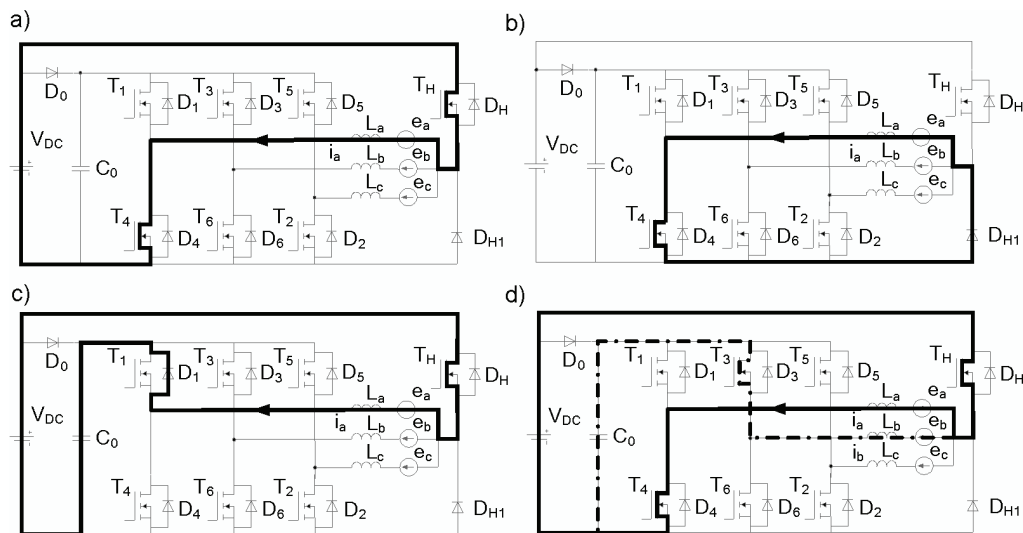 a)
T1 T3 T5 TH
D0 D1 D3 D5 DH
La ea
VDC
ia Lb eb
C0
Lc ec
T4 T6 T2
D4 D6 D2 DH1
b)
T1 T3 T5 TH
D0 D1 D3 D5 DH
La ea
VDC
ia Lb eb
C0
Lc ec
T4 T6 T2
D4 D6 D2 DH1
c)
T1 T3 T5 TH
D0 D1 D3 D5 DH
La ea
VDC
ia Lb eb
C0
Lc ec
T4 T6 T2
D4 D6 D2 DH1
d)
T1 T3 T5 TH
D0 D1 D3 D5 DH
La ea
VDC
ia Lb eb
C0
ib Lc ec
T4 T6 T2
D4 D6 D2 DH1